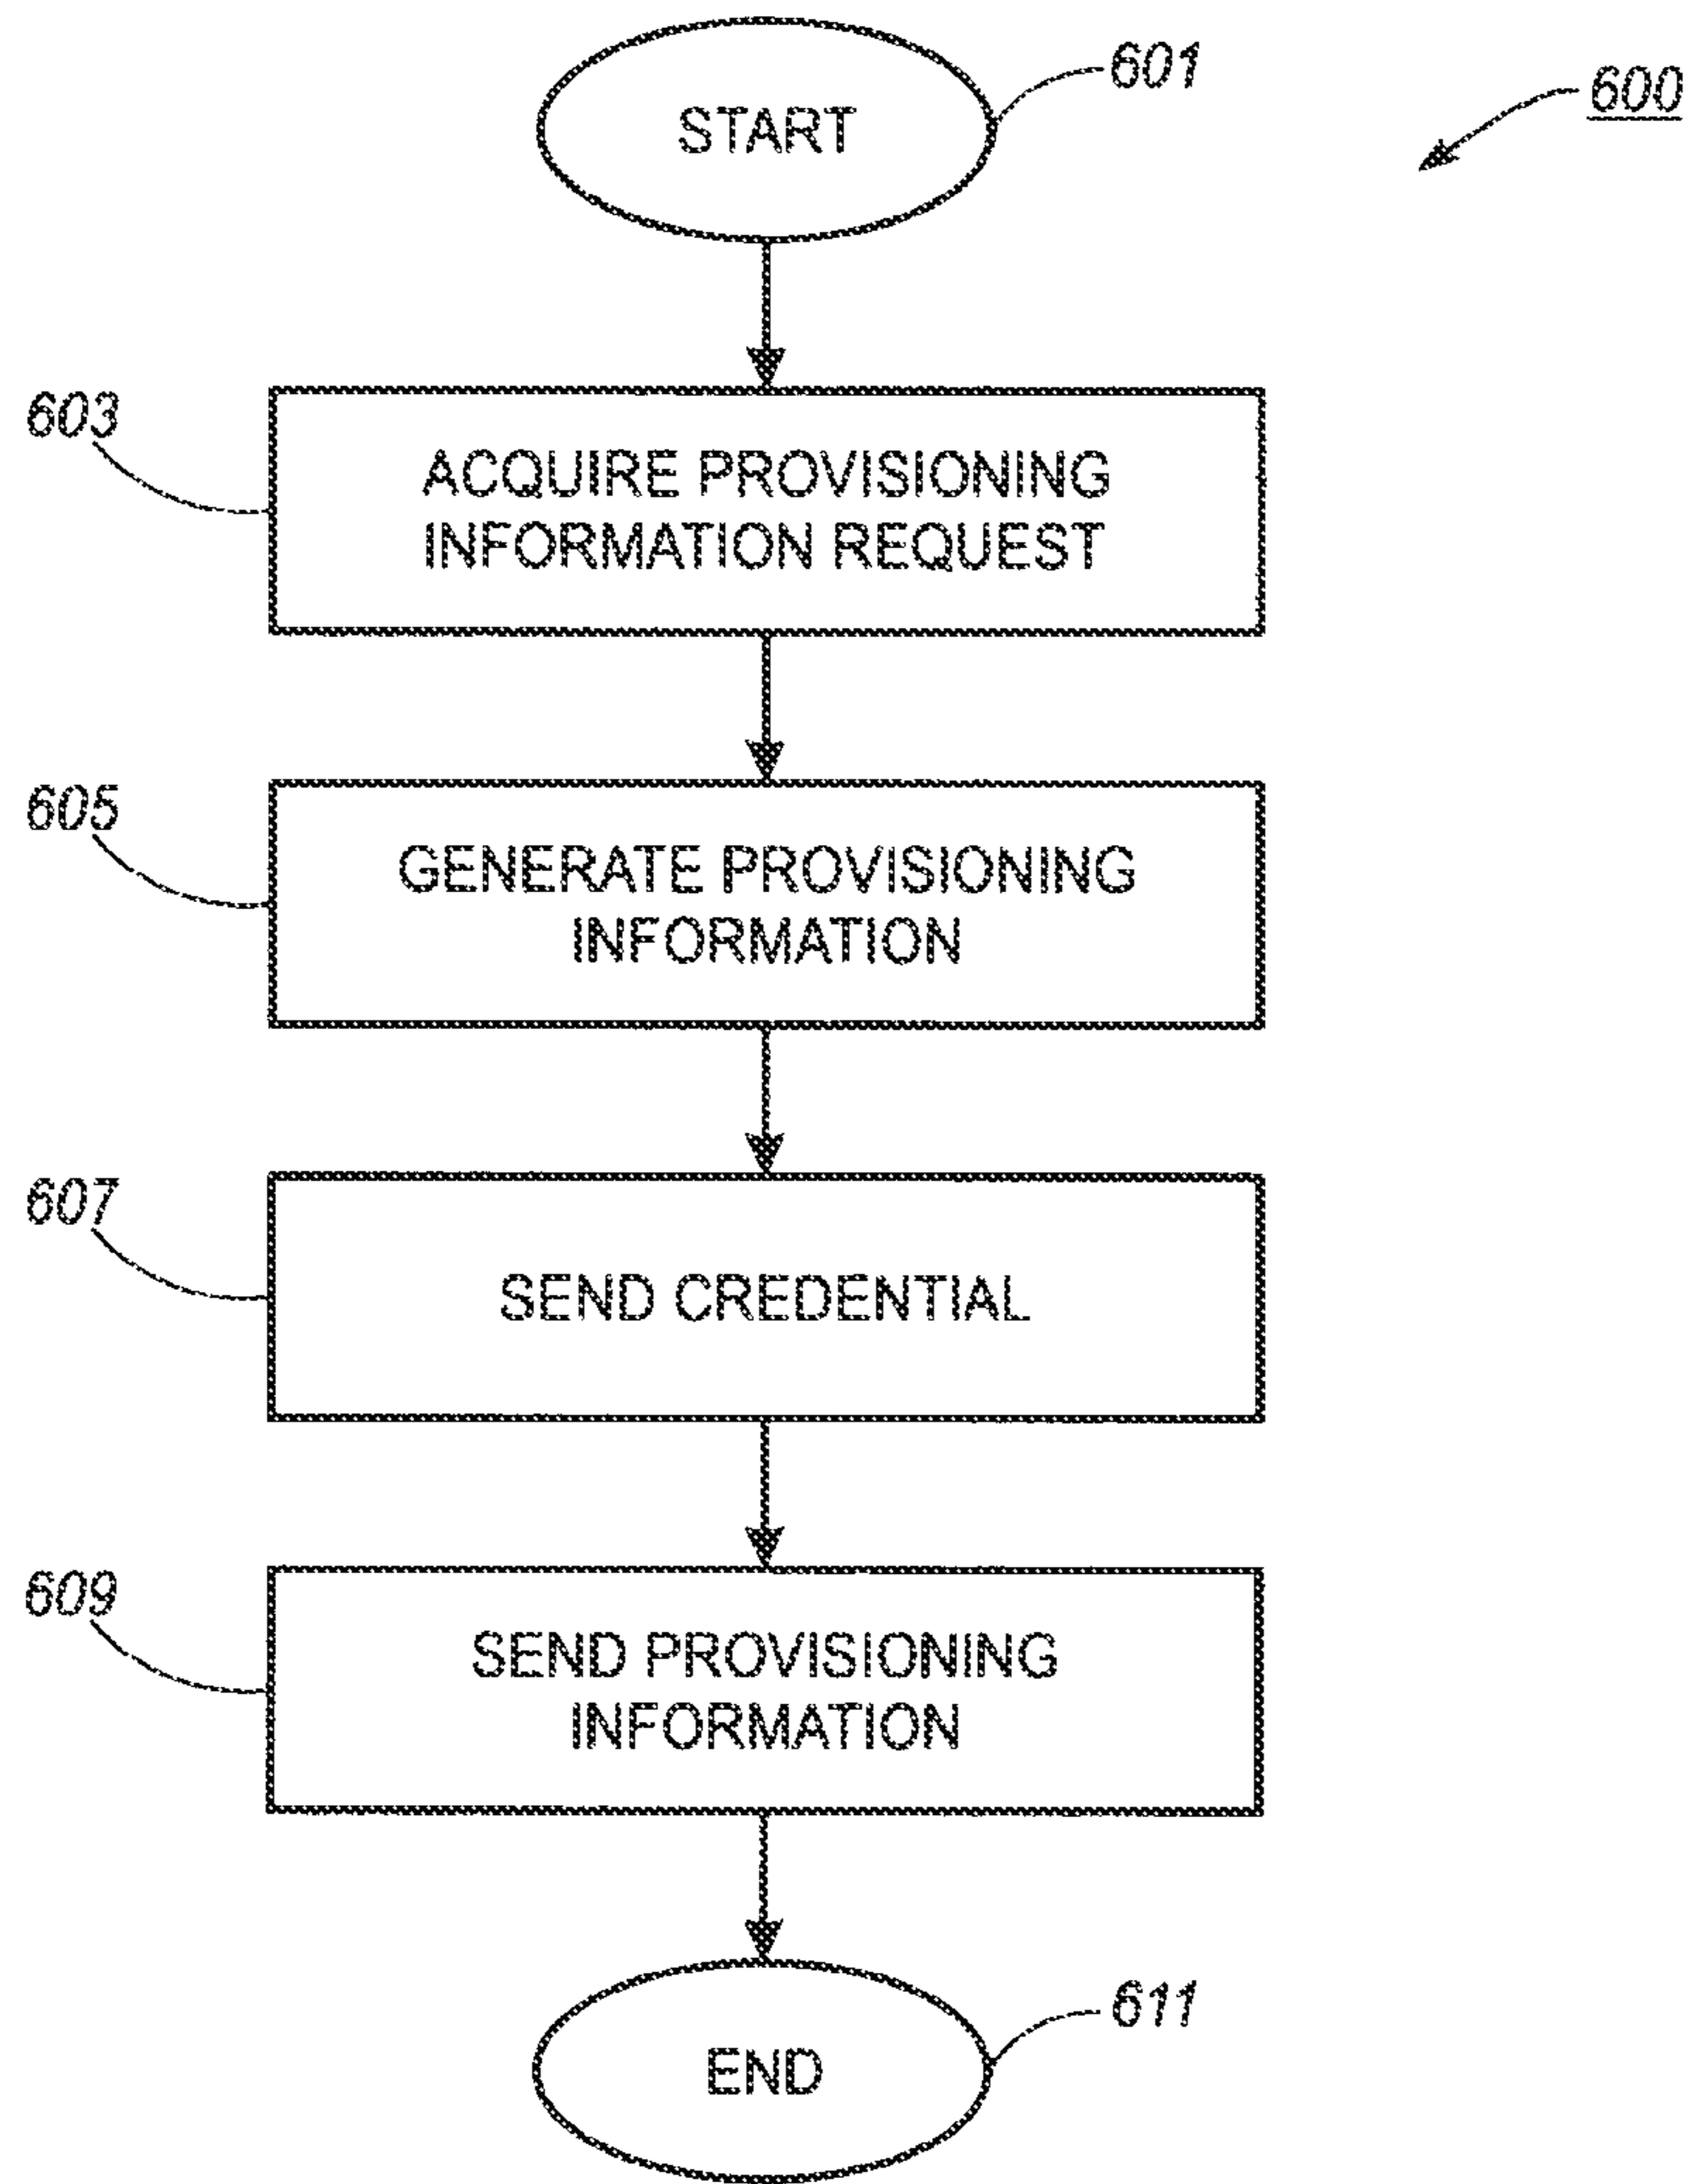 START
601
600
603
ACQUIRE PROVISIONING
INFORMATION REQUEST
605
GENERATE PROVISIONING
INFORMATION
607
SEND CREDENTIAL
609
SEND PROVISIONING
INFORMATION
END
611